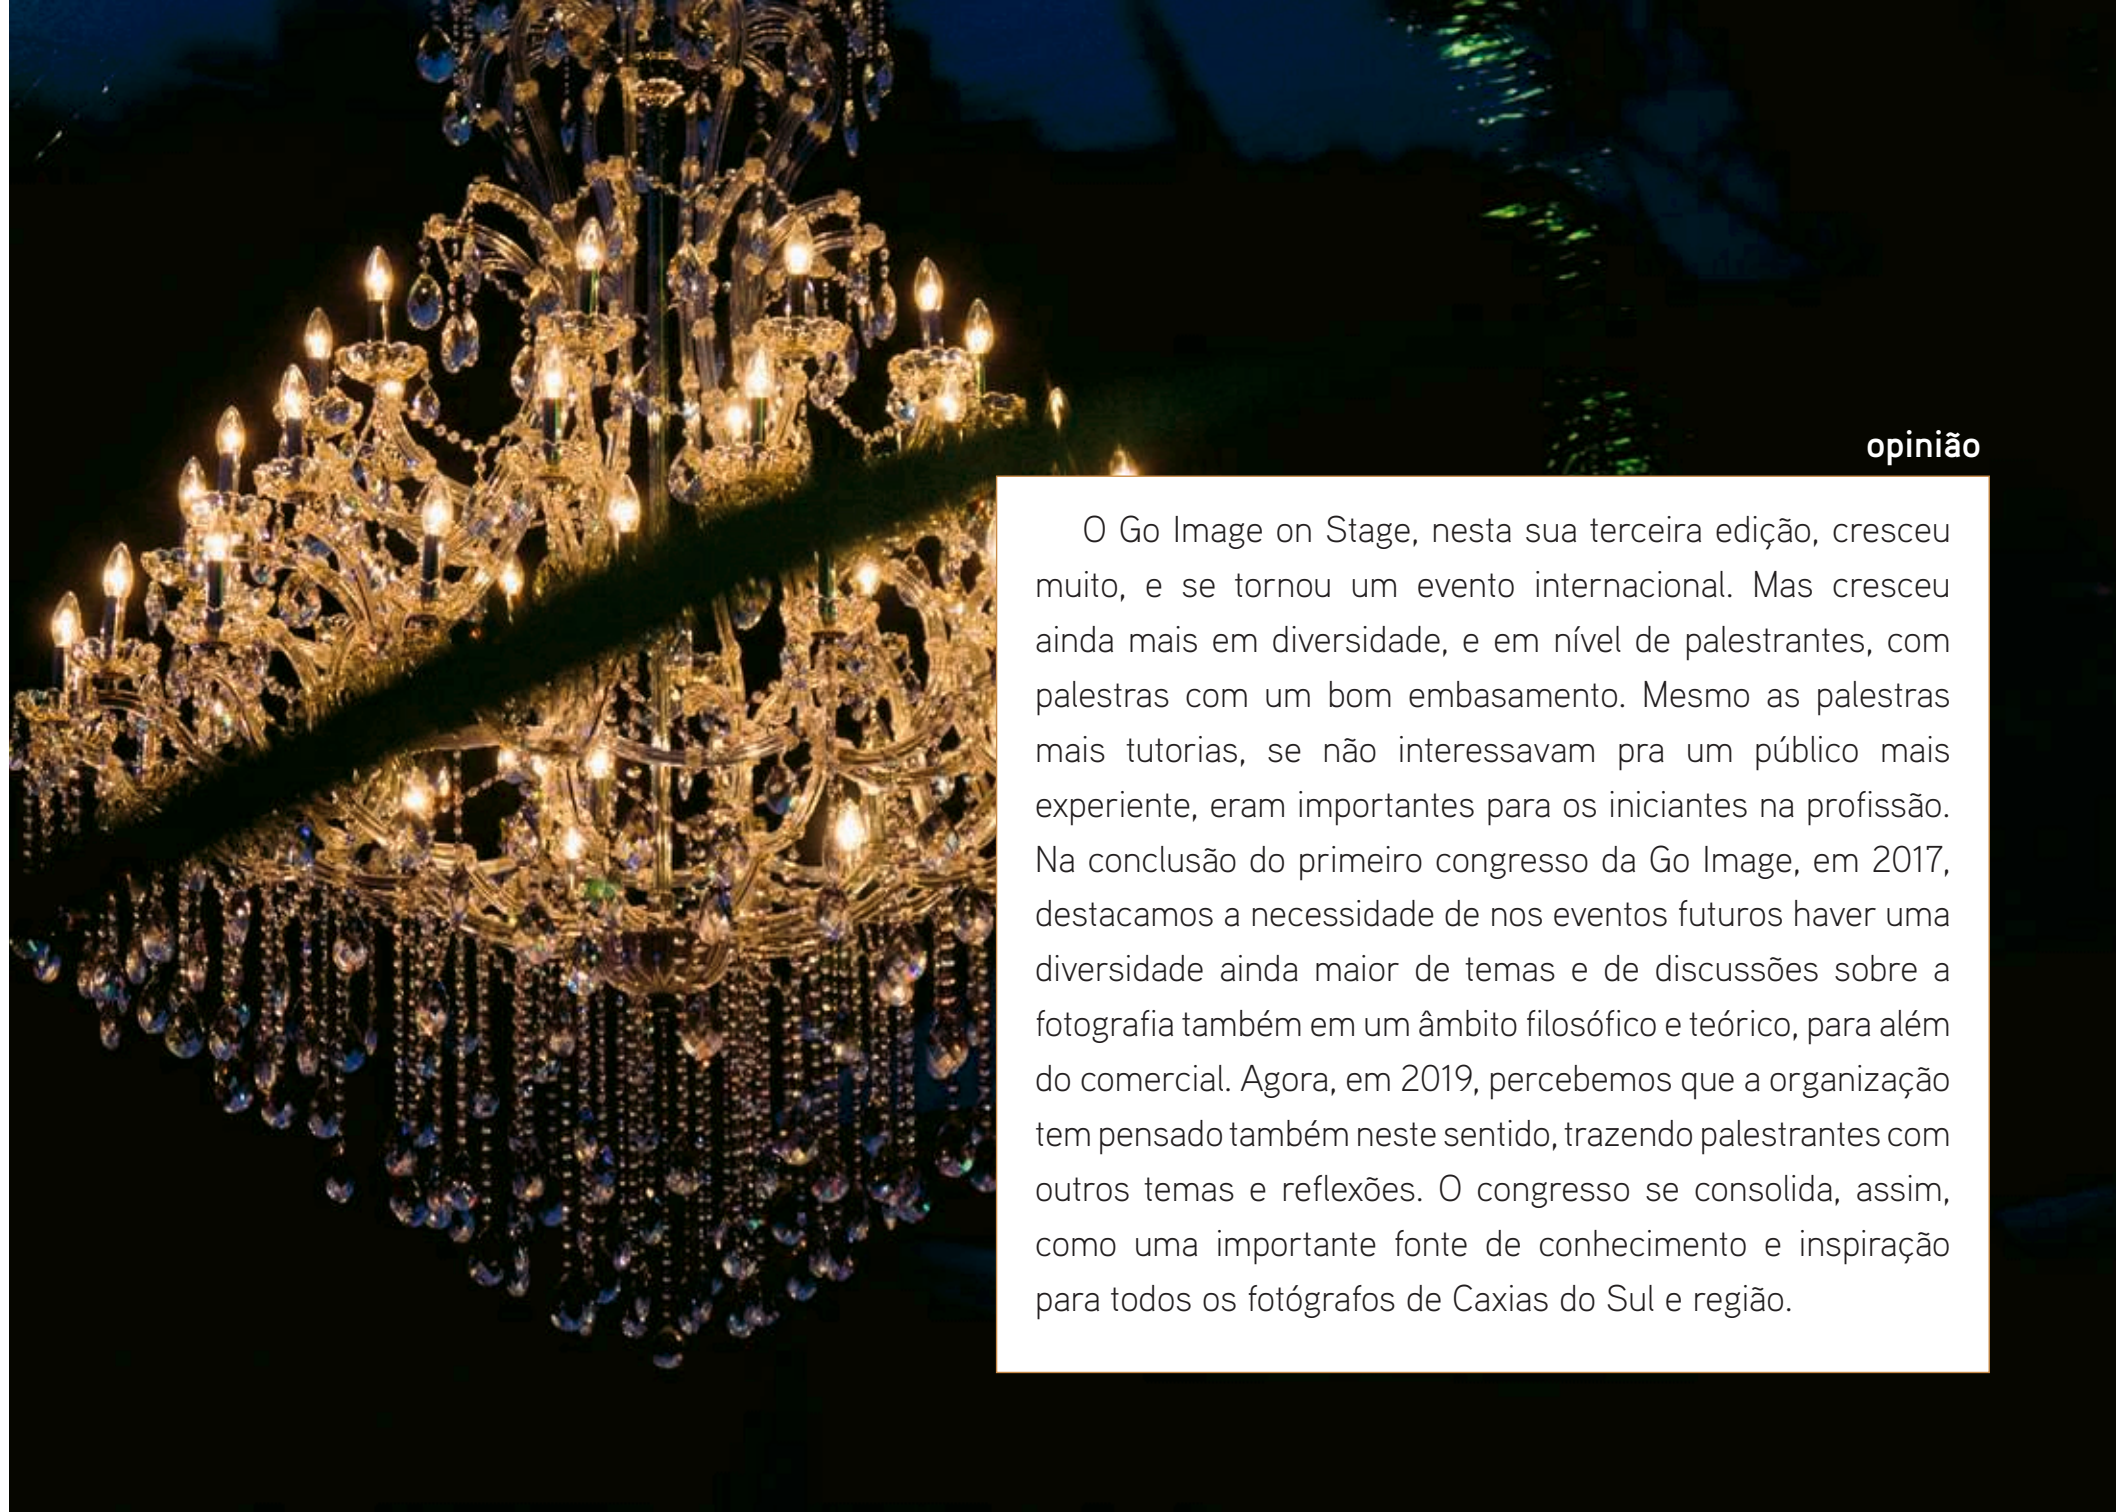 opinião
O Go Image on Stage, nesta sua terceira edição, cresceu
muito, e se tornou um evento internacional. Mas cresceu
ainda mais em diversidade, e em nível de palestrantes, com
palestras com um bom embasamento. Mesmo as palestras
mais tutorias, se não interessavam pra um público mais
experiente, eram importantes para os iniciantes na profissão.
Na conclusão do primeiro congresso da Go Image, em 2017,
destacamos a necessidade de nos eventos futuros haver uma
diversidade ainda maior de temas e de discussões sobre a
fotografia também em um âmbito filosófico e teórico, para além
do comercial. Agora, em 2019, percebemos que a organização
tem pensado também neste sentido, trazendo palestrantes com
outros temas e reflexões. O congresso se consolida, assim,
como uma importante fonte de conhecimento e inspiração
para todos os fotógrafos de Caxias do Sul e região.